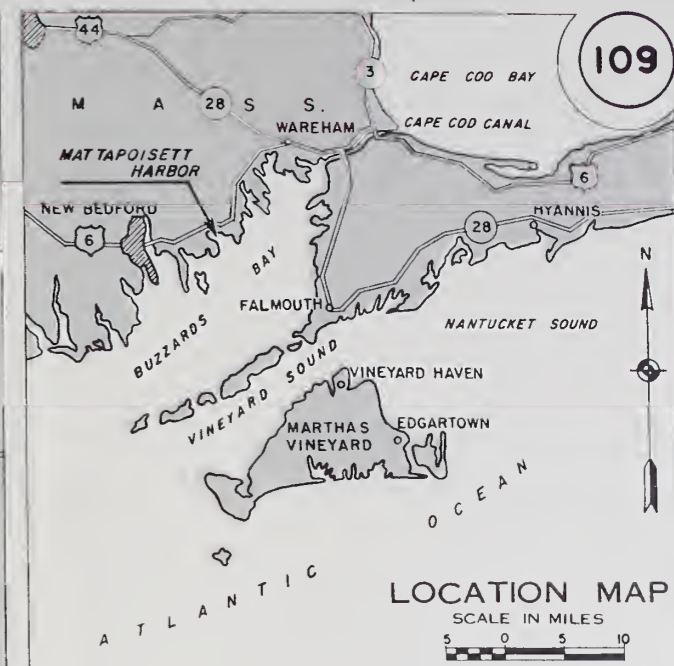 44
109
3
CAPE COD BAY
M A S S.
28
WAREHAM
CAPE COD CANAL
MATTAPOISETT
HARBOR
6
NEW BEDFORD
HYANNIS
6
28
BAY
N
FALMOUTH
NANTUCKET SOUND
BUZZARDS
VINEYARD SOUND
VINEYARD HAVEN
MARTHAS
VINEYARD
EDGARTOWN
ATLANTIC OCEAN
LOCATION MAP
SCALE IN MILES
5 0 5 10